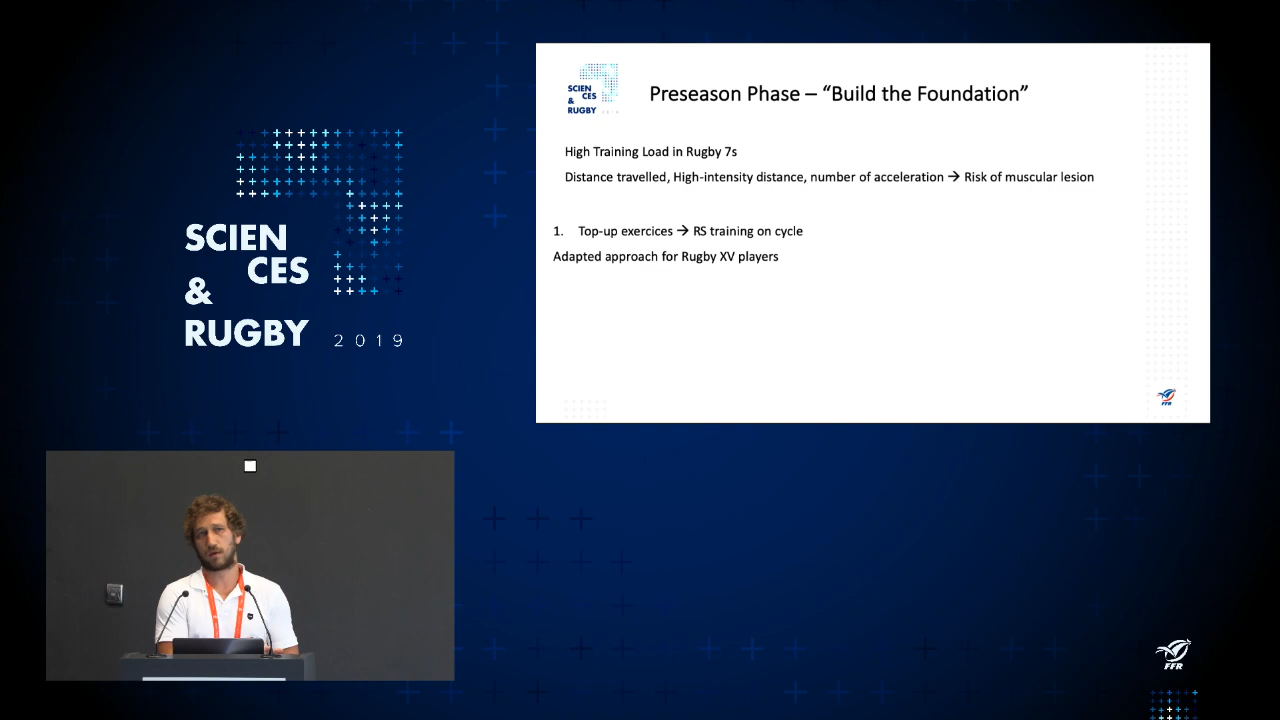 SCIEN
CES
&
RUGBY 2019
SCIEN
CES
&
RUGBY
Preseason Phase – “Build the Foundation”
High Training Load in Rugby 7s
Distance travelled, High-intensity distance, number of acceleration → Risk of muscular lesion
1. Top-up exercices → RS training on cycle
Adapted approach for Rugby XV players
FFR
FFR